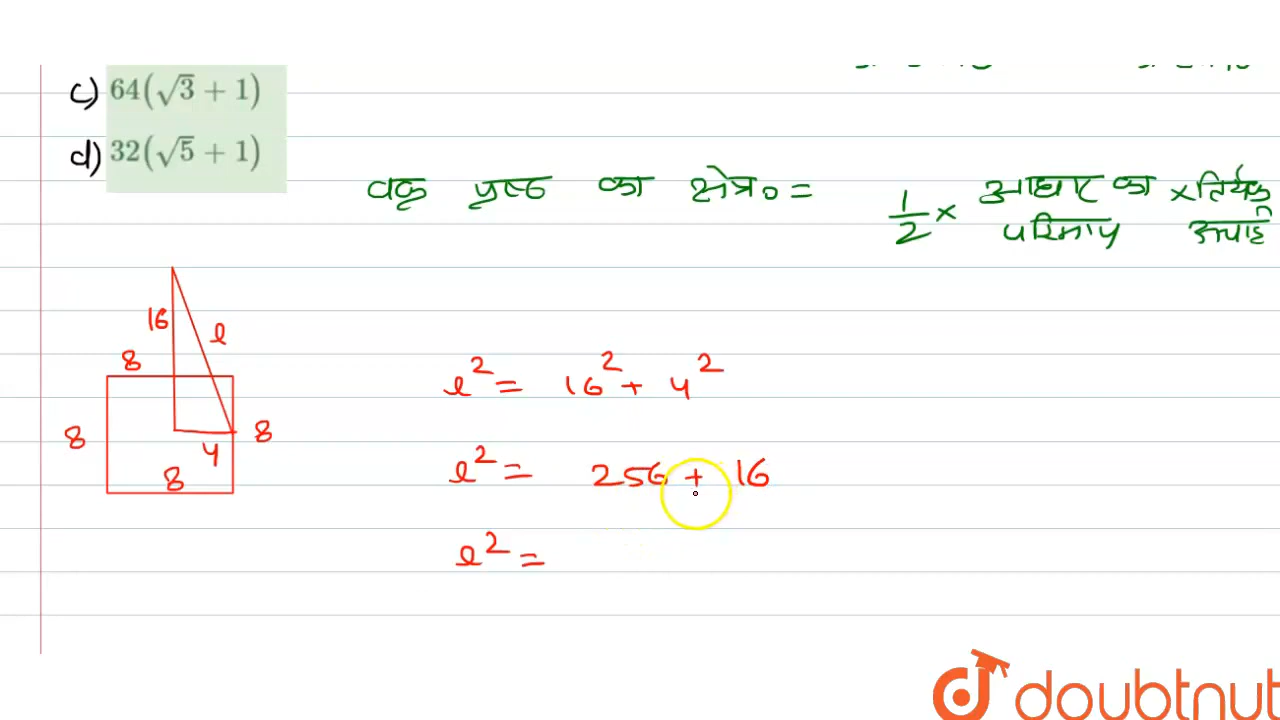 c) 64(√3 + 1)
d) 32(√5 + 1)
वक्र पृष्ठ का क्षेत्र० = 1/2 × आधार का × तिर्यक
परिमाप
16
l
8
8
8
4
8
l² = 16² + 4²
l² = 256 + 16
l² =
doubtnut